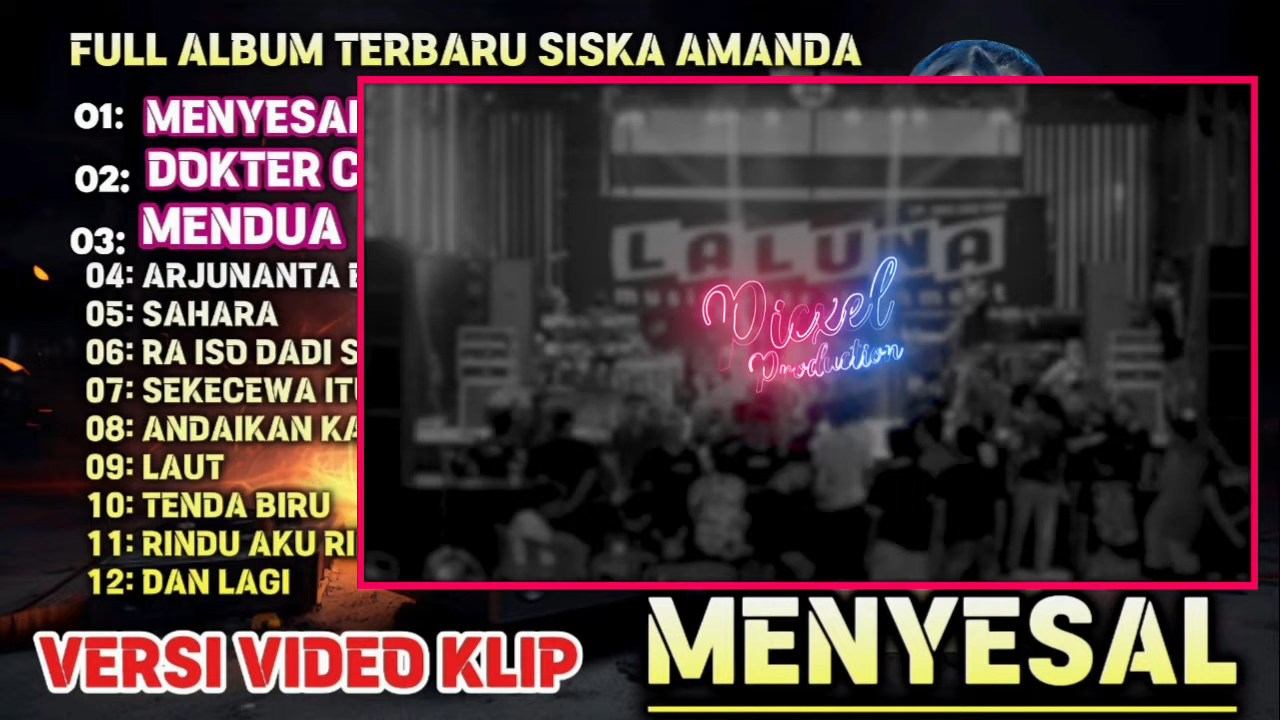 FULL ALBUM TERBARU SISKA AMANDA
01: MENYESAL
02: DOKTER C
03: MENDUA
04: ARJUNANTA
05: SAHARA
06: RA ISO DADI S
07: SEKECEWA ITU
08: ANDAIKAN KA
09: LAUT
10: TENDA BIRU
11: RINDU AKU RI
12: DAN LAGI
LALUNA
Pickel
Production
VERSI VIDEO KLIP
MENYESAL